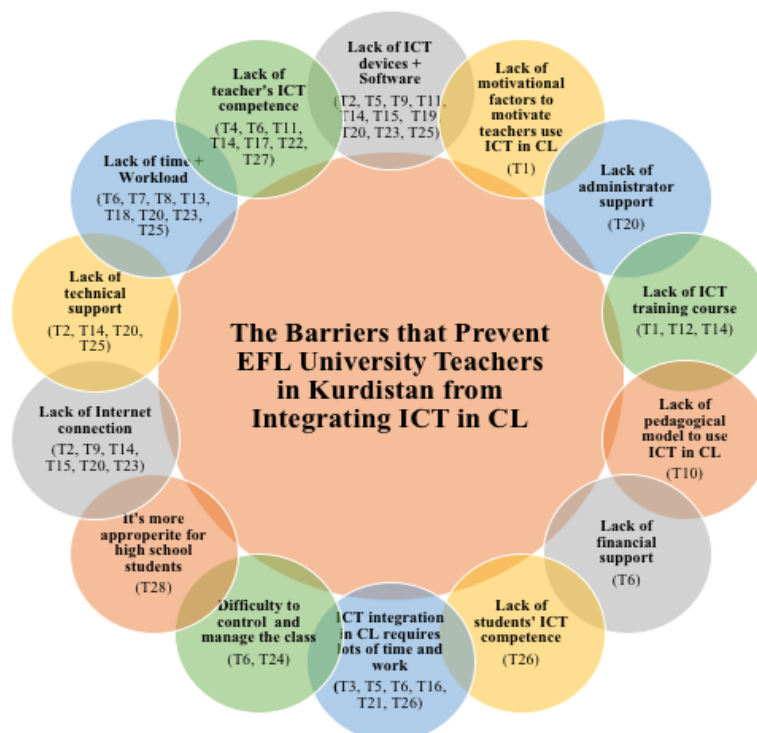 The Barriers that Prevent
EFL University Teachers
in Kurdistan from
Integrating ICT in CL
Lack of ICT
devices +
Software
(T2, T5, T9, T11,
T14, T15, T19
T20, T23, T25)
Lack of
motivational
factors to
motivate teachers
use ICT in CL
(T1)
Lack of
administrator
support
(T20)
Lack of ICT
training course
(T1, T12, T14)
Lack of
pedagogical
model to use
ICT in CL
(T10)
Lack of
financial
support
(T6)
Lack of
students' ICT
competence
(T26)
ICT integration
in CL requires
lots of time and
work
(T3, T5, T6, T16,
T21, T26)
Difficulty to
control and
manage the class
(T6, T24)
It's more
approperite for
high school
students
(T28)
Lack of Internet
connection
(T2, T9, T14,
T15, T20, T23)
Lack of
technical
support
(T2, T14, T20,
T25)
Lack of time +
Workload
(T6, T7, T8, T13,
T18, T20, T23,
T25)
Lack of
teacher's ICT
competence
(T4, T6, T11,
T14, T17, T22,
T27)